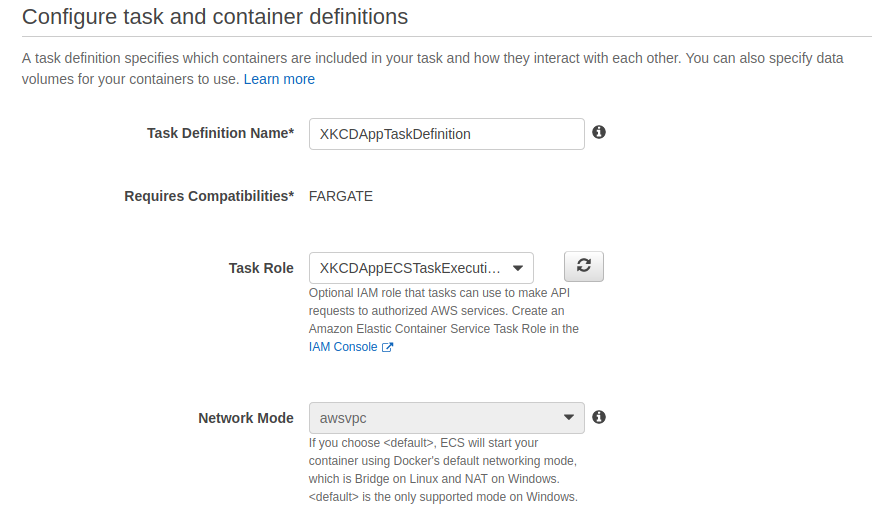 Configure task and container definitions
A task definition specifies which containers are included in your task and how they interact with each other. You can also specify data
volumes for your containers to use. Learn more
Task Definition Name* XKCDAppTaskDefinition
Requires Compatibilities* FARGATE
Task Role XKCDAppECSTaskExecuti...
Optional IAM role that tasks can use to make API
requests to authorized AWS services. Create an
Amazon Elastic Container Service Task Role in the
IAM Console
Network Mode awsvpc
If you choose <default>, ECS will start your
container using Docker's default networking mode,
which is Bridge on Linux and NAT on Windows.
<default> is the only supported mode on Windows.